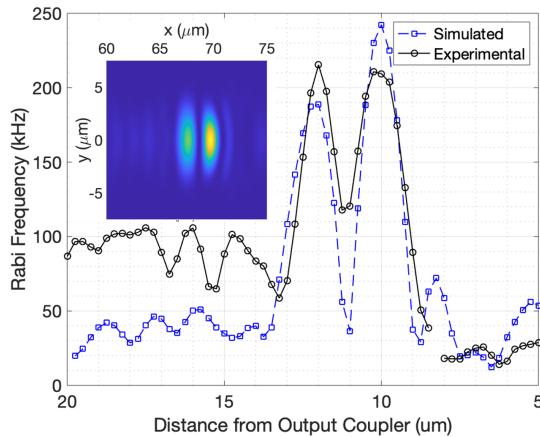 250
200
150
100
50
0
Rabi Frequency (kHz)
20
15
10
5
Distance from Output Coupler (um)
Simulated
Experimental
x (μm)
60
65
70
75
y (μm)
5
0
-5